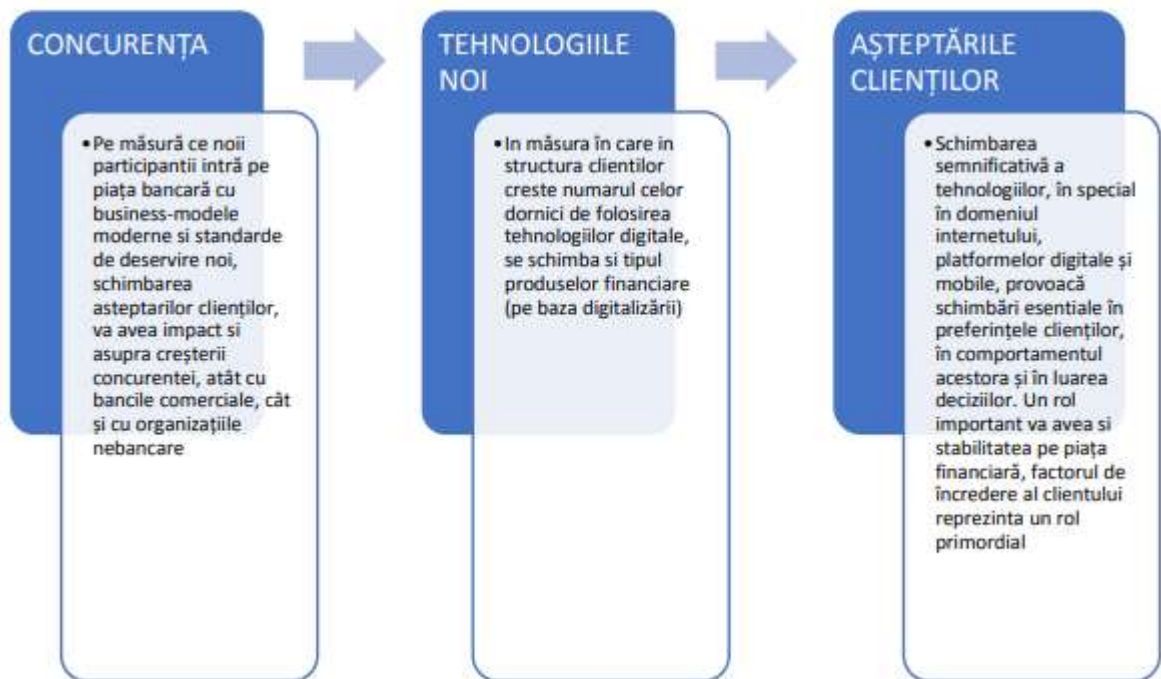 CONCURENȚA
• Pe măsură ce noii
participantii intră pe
piața bancară cu
business-modele
moderne si standarde
de deservire noi,
schimbarea
asteptarilor clienților,
va avea impact si
asupra creșterii
concurentei, atât cu
bancile comerciale, cât
și cu organizațiile
nebancare
TEHNOLOGIILE
NOI
• In măsura în care in
structura clientilor
creste numarul celor
dornici de folosirea
tehnologiilor digitale,
se schimba si tipul
produselor financiare
(pe baza digitalizării)
AȘTEPTĂRILE
CLIENȚILOR
• Schimbarea
semnificativă a
tehnologiilor, în special
în domeniul
internetului,
platformelor digitale și
mobile, provoacă
schimbări esentiale în
preferințele clienților,
în comportamentul
acestora și în luarea
deciziilor. Un rol
important va avea si
stabilitatea pe piața
financiară, factorul de
încredere al clientului
reprezinta un rol
primordial